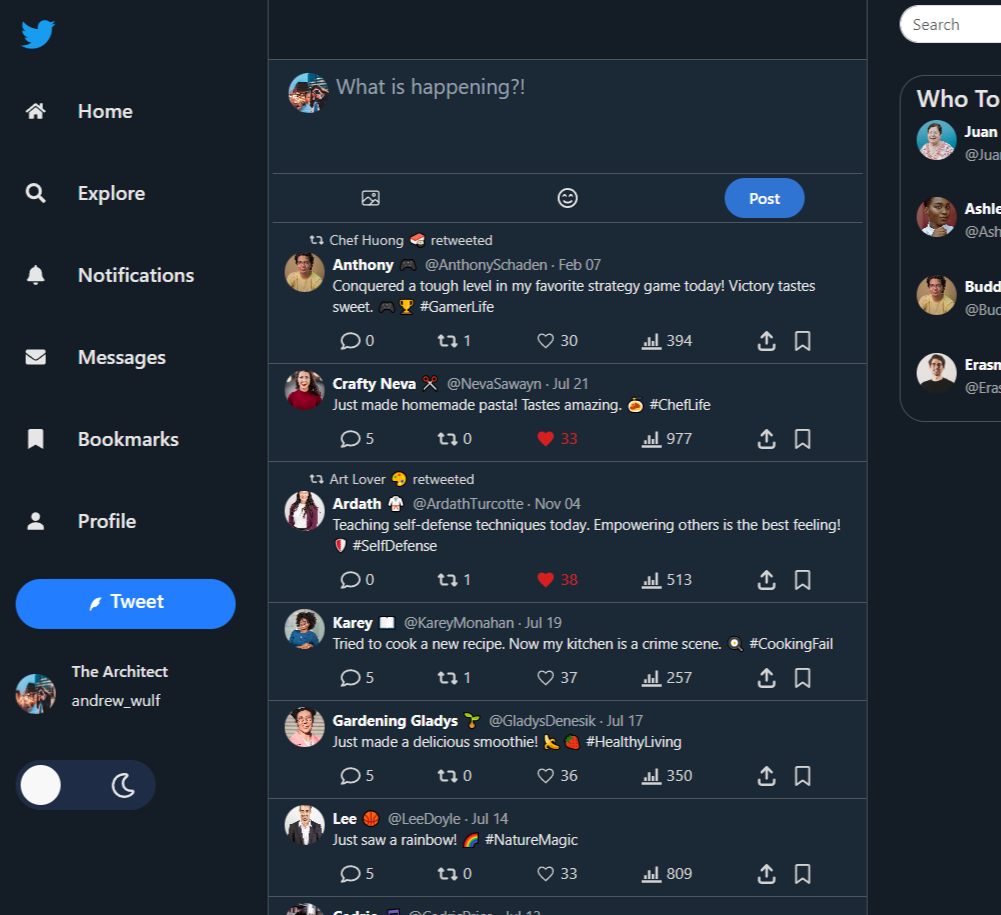 Home
Explore
Notifications
Messages
Bookmarks
Profile
Tweet
The Architect
andrew_wulf
What is happening?!
Post
Chef Huong 🍣 retweeted
Anthony 🎮 @AnthonySchaden · Feb 07
Conquered a tough level in my favorite strategy game today! Victory tastes
sweet. 🎮🏆 #GamerLife
0 1 30 394
Crafty Neva ✂️ @NevaSawayn · Jul 21
Just made homemade pasta! Tastes amazing. 🍝 #ChefLife
5 0 33 977
Art Lover 🎨 retweeted
Ardath 🥋 @ArdathTurcotte · Nov 04
Teaching self-defense techniques today. Empowering others is the best feeling!
🛡️ #SelfDefense
0 1 38 513
Karey 📖 @KareyMonahan · Jul 19
Tried to cook a new recipe. Now my kitchen is a crime scene. 🍳 #CookingFail
5 1 37 257
Gardening Gladys 🌱 @GladysDenesik · Jul 17
Just made a delicious smoothie! 🍌🍓 #HealthyLiving
5 0 36 350
Lee 🏀 @LeeDoyle · Jul 14
Just saw a rainbow! 🌈 #NatureMagic
5 0 33 809
Search
Who To
Juan
@Jua
Ashle
@Ash
Budd
@Bud
Erasm
@Eras